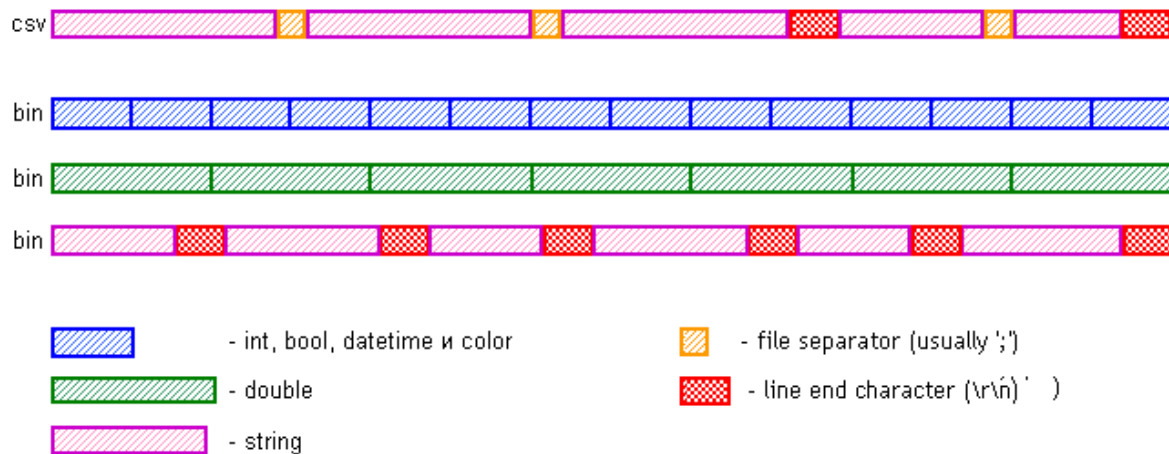 csv
bin
bin
bin
- int, bool, datetime и color
- file separator (usually ';')
- double
- line end character (\r\n) )
- string